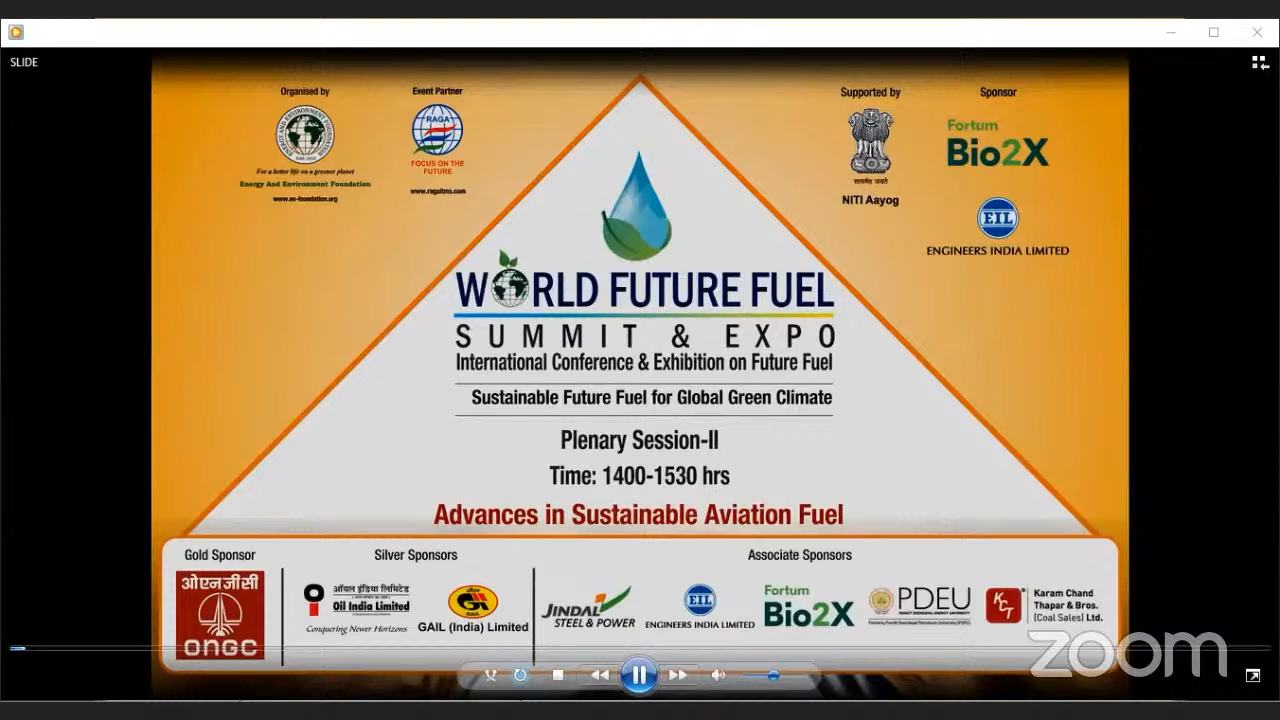 SLIDE
Organised by
ENERGY AND ENVIRONMENT FOUNDATION
For a better life on a greener planet
Energy And Environment Foundation
www.ee-foundation.org
Event Partner
RAGA
FOCUS ON THE
FUTURE
www.ragaitms.com
Supported by
सत्यमेव जयते
NITI Aayog
Sponsor
Fortum
Bio2X
EIL
ENGINEERS INDIA LIMITED
WORLD FUTURE FUEL
SUMMIT & EXPO
International Conference & Exhibition on Future Fuel
Sustainable Future Fuel for Global Green Climate
Plenary Session-II
Time: 1400-1530 hrs
Advances in Sustainable Aviation Fuel
Gold Sponsor
ओएनजीसी
ONGC
Silver Sponsors
ऑयल इंडिया लिमिटेड
Oil India Limited
Conquering Newer Horizons
गेल
GAIL
GAIL (India) Limited
Associate Sponsors
JINDAL
STEEL & POWER
EIL
ENGINEERS INDIA LIMITED
Fortum
Bio2X
PDEU
KCT
Karam Chand
Thapar & Bros.
(Coal Sales) Ltd.
zoom